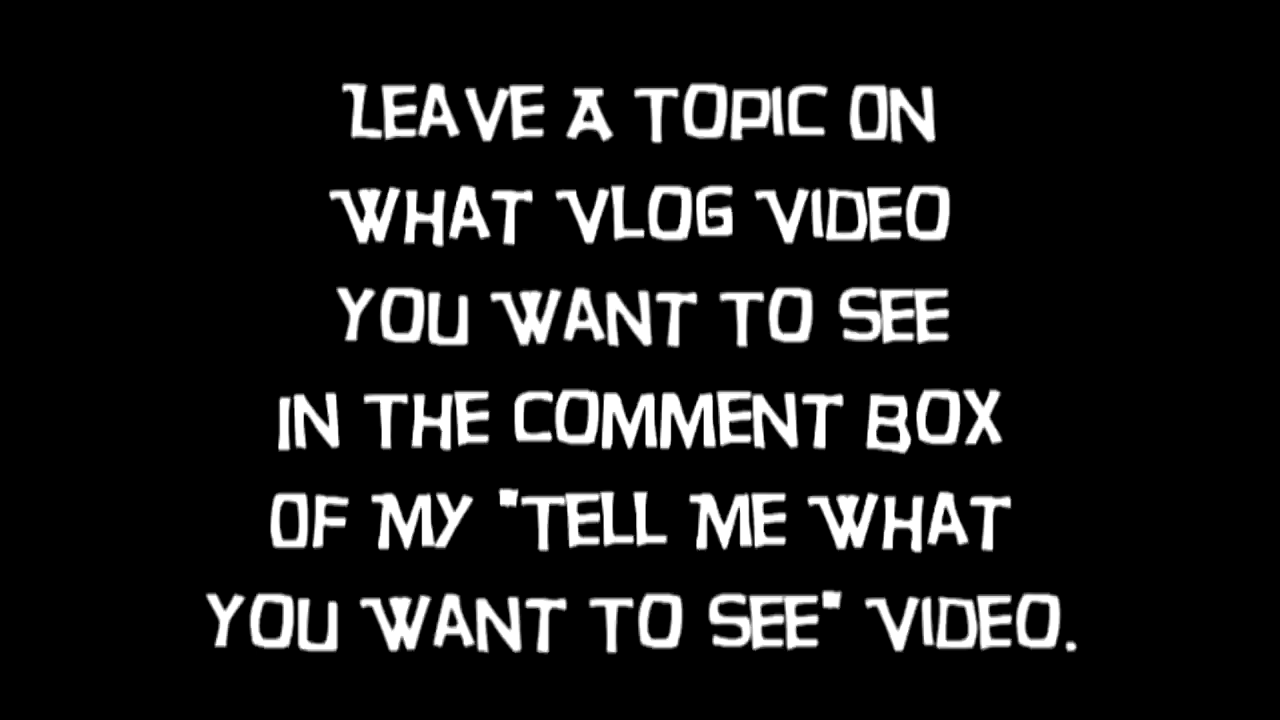 LEAVE A TOPIC ON
WHAT VLOG VIDEO
YOU WANT TO SEE
IN THE COMMENT BOX
OF MY "TELL ME WHAT
YOU WANT TO SEE" VIDEO.